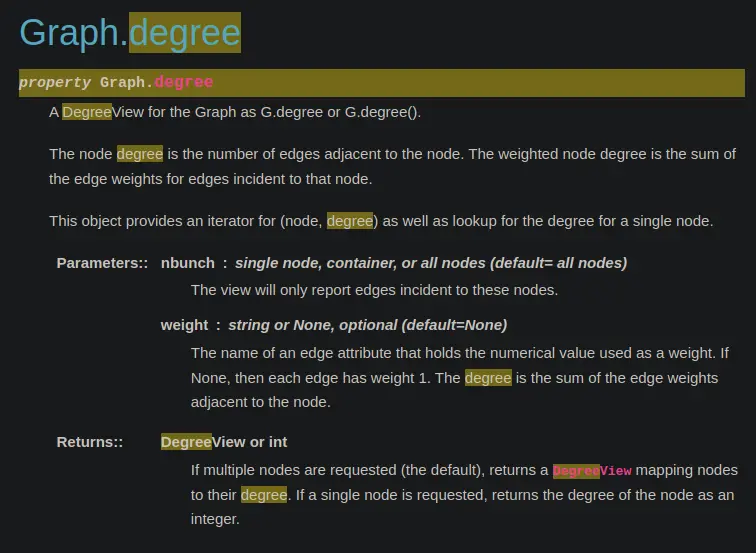 Graph.degree
property Graph.degree
A DegreeView for the Graph as G.degree or G.degree().
The node degree is the number of edges adjacent to the node. The weighted node degree is the sum of
the edge weights for edges incident to that node.
This object provides an iterator for (node, degree) as well as lookup for the degree for a single node.
Parameters:: nbunch : single node, container, or all nodes (default= all nodes)
The view will only report edges incident to these nodes.
weight : string or None, optional (default=None)
The name of an edge attribute that holds the numerical value used as a weight. If
None, then each edge has weight 1. The degree is the sum of the edge weights
adjacent to the node.
Returns:: DegreeView or int
If multiple nodes are requested (the default), returns a DegreeView mapping nodes
to their degree. If a single node is requested, returns the degree of the node as an
integer.